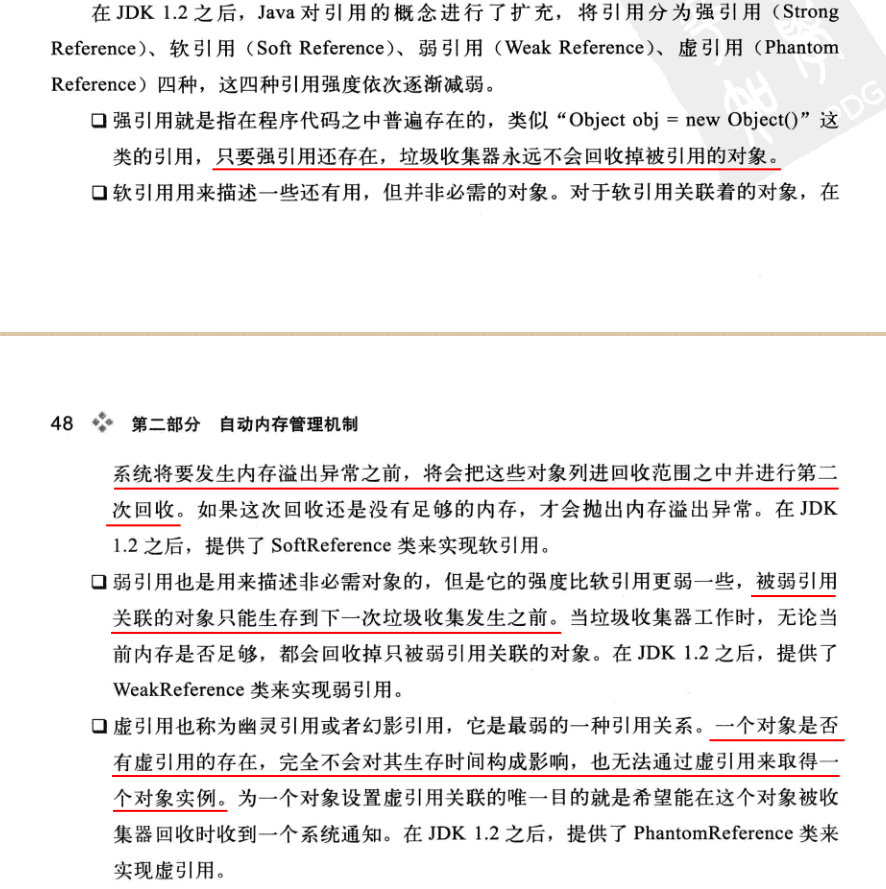 在 JDK 1.2 之后，Java 对引用的概念进行了扩充，将引用分为强引用（Strong
Reference）、软引用（Soft Reference）、弱引用（Weak Reference）、虚引用（Phantom
Reference）四种，这四种引用强度依次逐渐减弱。
❑ 强引用就是指在程序代码之中普遍存在的，类似“Object obj = new Object()”这
类的引用，只要强引用还存在，垃圾收集器永远不会回收掉被引用的对象。
❑ 软引用用来描述一些还有用，但并非必需的对象。对于软引用关联着的对象，在
48 第二部分 自动内存管理机制
系统将要发生内存溢出异常之前，将会把这些对象列进回收范围之中并进行第二
次回收。如果这次回收还是没有足够的内存，才会抛出内存溢出异常。在 JDK
1.2 之后，提供了 SoftReference 类来实现软引用。
❑ 弱引用也是用来描述非必需对象的，但是它的强度比软引用更弱一些，被弱引用
关联的对象只能生存到下一次垃圾收集发生之前。当垃圾收集器工作时，无论当
前内存是否足够，都会回收掉只被弱引用关联的对象。在 JDK 1.2 之后，提供了
WeakReference 类来实现弱引用。
❑ 虚引用也称为幽灵引用或者幻影引用，它是最弱的一种引用关系。一个对象是否
有虚引用的存在，完全不会对其生存时间构成影响，也无法通过虚引用来取得一
个对象实例。为一个对象设置虚引用关联的唯一目的就是希望能在这个对象被收
集器回收时收到一个系统通知。在 JDK 1.2 之后，提供了 PhantomReference 类来
实现虚引用。